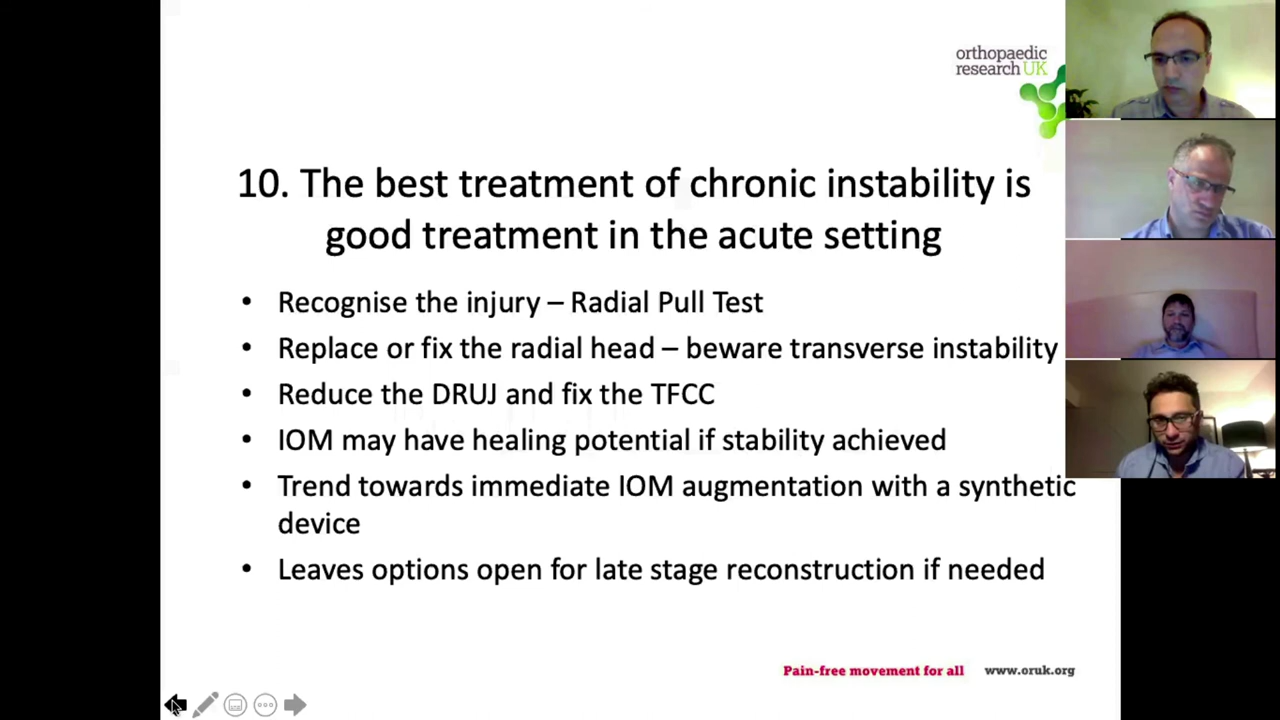 orthopaedic
research UK
10. The best treatment of chronic instability is
good treatment in the acute setting
• Recognise the injury – Radial Pull Test
• Replace or fix the radial head – beware transverse instability
• Reduce the DRUJ and fix the TFCC
• IOM may have healing potential if stability achieved
• Trend towards immediate IOM augmentation with a synthetic
device
• Leaves options open for late stage reconstruction if needed
Pain-free movement for all www.oruk.org